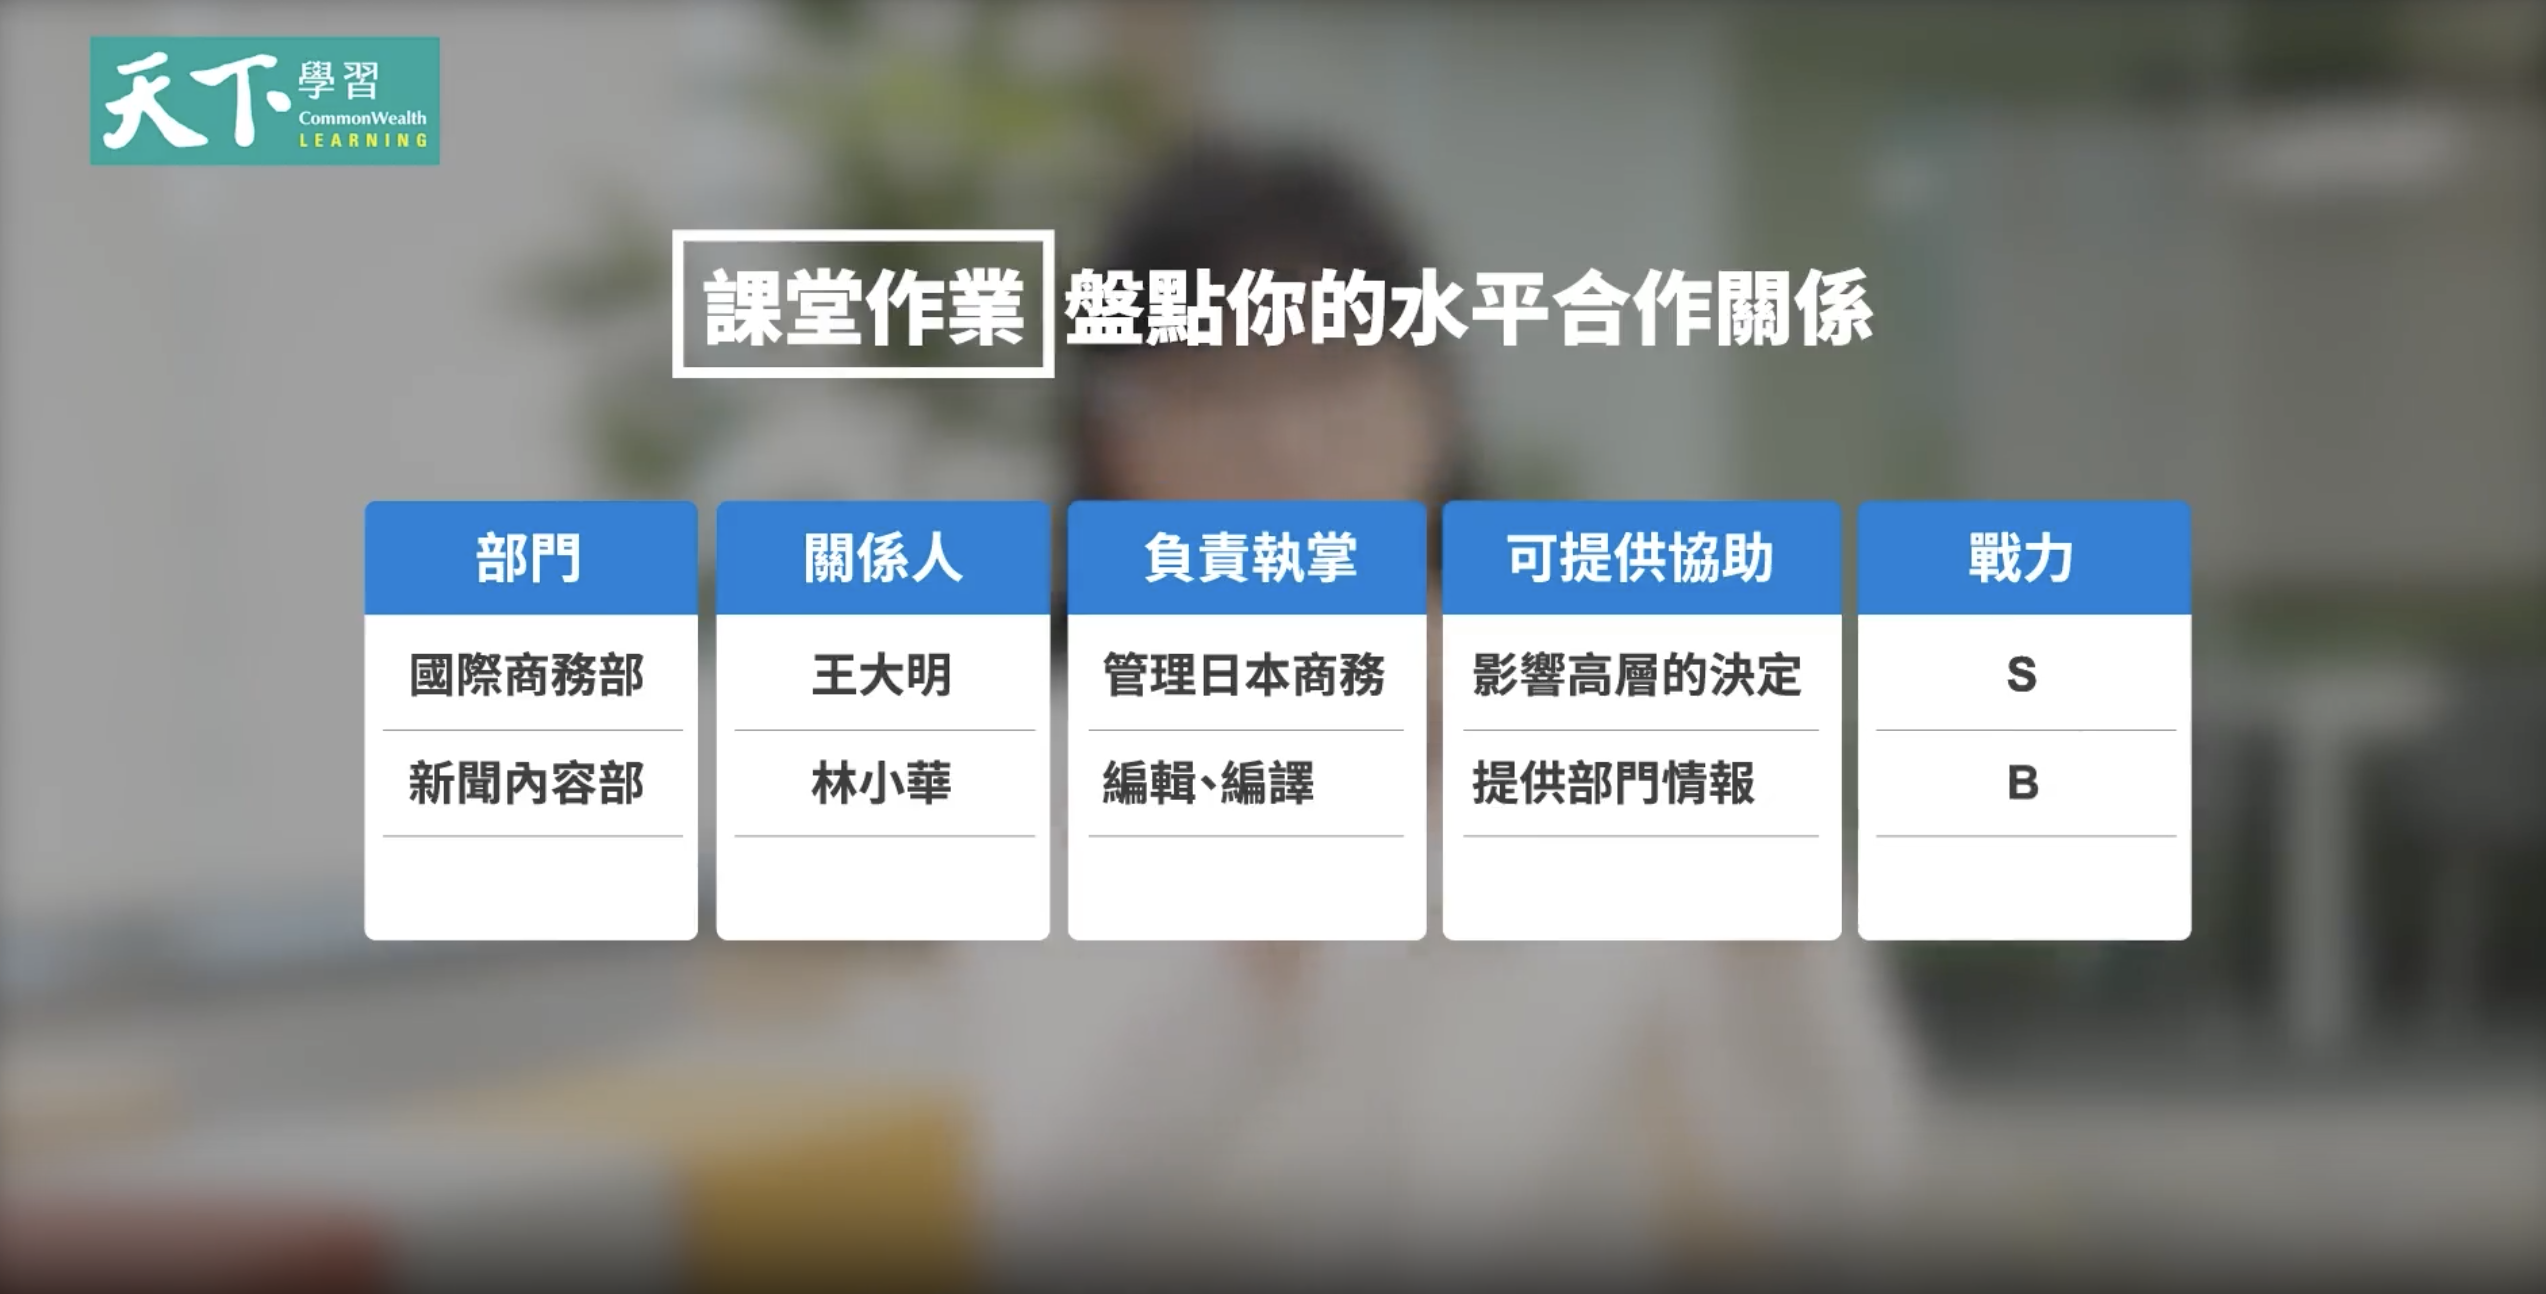 天下學習
CommonWealth
LEARNING
課堂作業 盤點你的水平合作關係
部門 關係人 負責執掌 可提供協助 戰力
國際商務部 王大明 管理日本商務 影響高層的決定 S
新聞內容部 林小華 編輯、編譯 提供部門情報 B